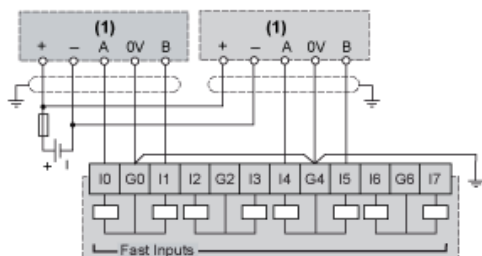 (1) (1)
+ – A 0V B + – A 0V B
+ I
I0 G0 I1 I2 G2 I3 I4 G4 I5 I6 G6 I7
Fast Inputs